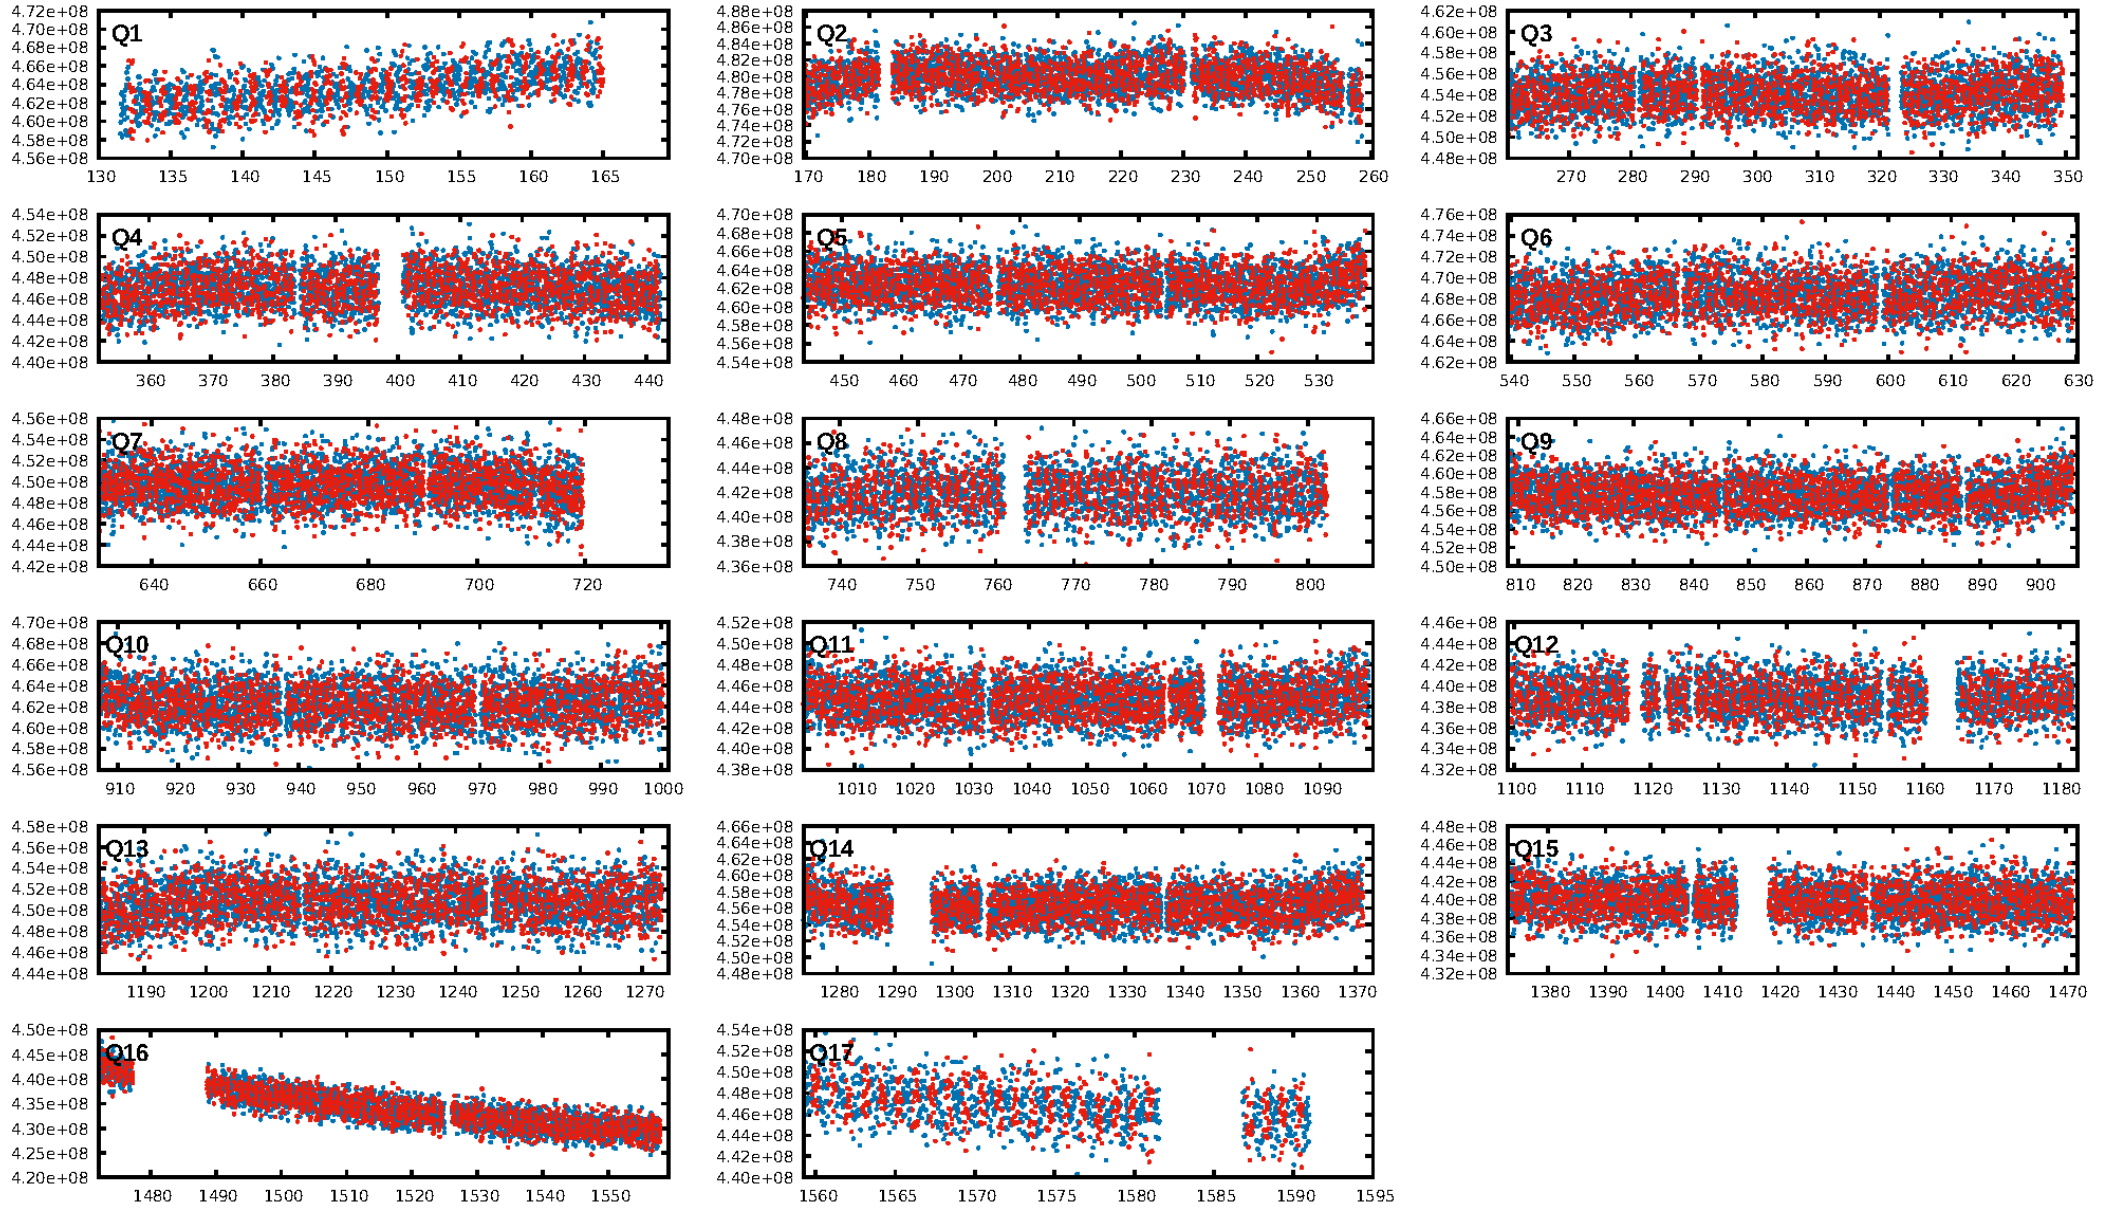 4.72e+08
4.70e+08
4.68e+08
4.66e+08
4.64e+08
4.62e+08
4.60e+08
4.58e+08
4.56e+08
Q1
130 135 140 145 150 155 160 165
4.88e+08
4.86e+08
4.84e+08
4.82e+08
4.80e+08
4.78e+08
4.76e+08
4.74e+08
4.72e+08
4.70e+08
Q2
170 180 190 200 210 220 230 240 250 260
4.62e+08
4.60e+08
4.58e+08
4.56e+08
4.54e+08
4.52e+08
4.50e+08
4.48e+08
Q3
270 280 290 300 310 320 330 340 350
4.54e+08
4.52e+08
4.50e+08
4.48e+08
4.46e+08
4.44e+08
4.42e+08
4.40e+08
Q4
360 370 380 390 400 410 420 430 440
4.70e+08
4.68e+08
4.66e+08
4.64e+08
4.62e+08
4.60e+08
4.58e+08
4.56e+08
4.54e+08
Q5
450 460 470 480 490 500 510 520 530
4.76e+08
4.74e+08
4.72e+08
4.70e+08
4.68e+08
4.66e+08
4.64e+08
4.62e+08
Q6
540 550 560 570 580 590 600 610 620 630
4.56e+08
4.54e+08
4.52e+08
4.50e+08
4.48e+08
4.46e+08
4.44e+08
4.42e+08
Q7
640 660 680 700 720
4.48e+08
4.46e+08
4.44e+08
4.42e+08
4.40e+08
4.38e+08
4.36e+08
Q8
740 750 760 770 780 790 800
4.66e+08
4.64e+08
4.62e+08
4.60e+08
4.58e+08
4.56e+08
4.54e+08
4.52e+08
4.50e+08
Q9
810 820 830 840 850 860 870 880 890 900
4.70e+08
4.68e+08
4.66e+08
4.64e+08
4.62e+08
4.60e+08
4.58e+08
4.56e+08
Q10
910 920 930 940 950 960 970 980 990 1000
4.52e+08
4.50e+08
4.48e+08
4.46e+08
4.44e+08
4.42e+08
4.40e+08
4.38e+08
Q11
1010 1020 1030 1040 1050 1060 1070 1080 1090
4.46e+08
4.44e+08
4.42e+08
4.40e+08
4.38e+08
4.36e+08
4.34e+08
4.32e+08
Q12
1100 1110 1120 1130 1140 1150 1160 1170 1180
4.58e+08
4.56e+08
4.54e+08
4.52e+08
4.50e+08
4.48e+08
4.46e+08
4.44e+08
Q13
1190 1200 1210 1220 1230 1240 1250 1260 1270
4.66e+08
4.64e+08
4.62e+08
4.60e+08
4.58e+08
4.56e+08
4.54e+08
4.52e+08
4.50e+08
4.48e+08
Q14
1280 1290 1300 1310 1320 1330 1340 1350 1360 1370
4.48e+08
4.46e+08
4.44e+08
4.42e+08
4.40e+08
4.38e+08
4.36e+08
4.34e+08
4.32e+08
Q15
1380 1390 1400 1410 1420 1430 1440 1450 1460 1470
4.50e+08
4.45e+08
4.40e+08
4.35e+08
4.30e+08
4.25e+08
4.20e+08
Q16
1480 1490 1500 1510 1520 1530 1540 1550
4.54e+08
4.52e+08
4.50e+08
4.48e+08
4.46e+08
4.44e+08
4.42e+08
4.40e+08
Q17
1560 1565 1570 1575 1580 1585 1590 1595